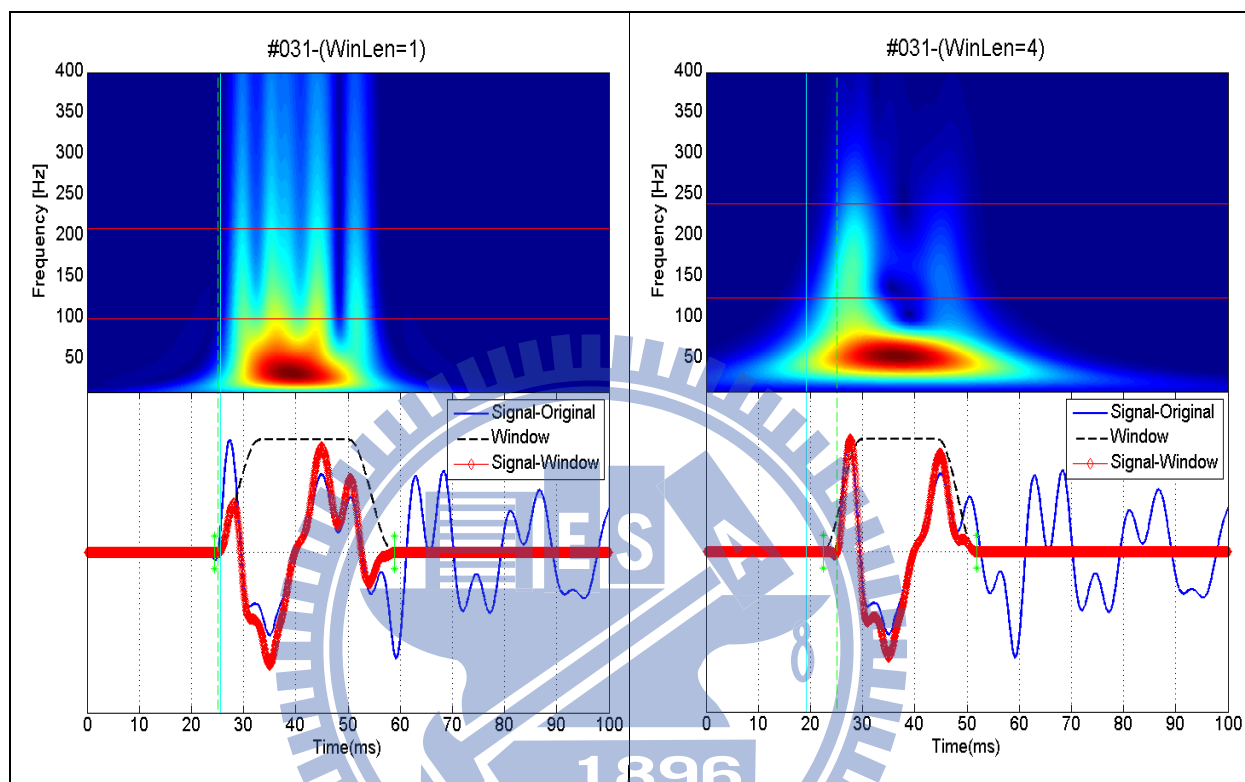 #031-(WinLen=1)
Frequency [Hz]
400
350
300
250
200
150
100
50
Signal-Original
Window
Signal-Window
0 10 20 30 40 50 60 70 80 90 100
Time(ms)
#031-(WinLen=4)
Frequency [Hz]
400
350
300
250
200
150
100
50
Signal-Original
Window
Signal-Window
0 10 20 30 40 50 60 70 80 90 100
Time(ms)
E S A
8
1896